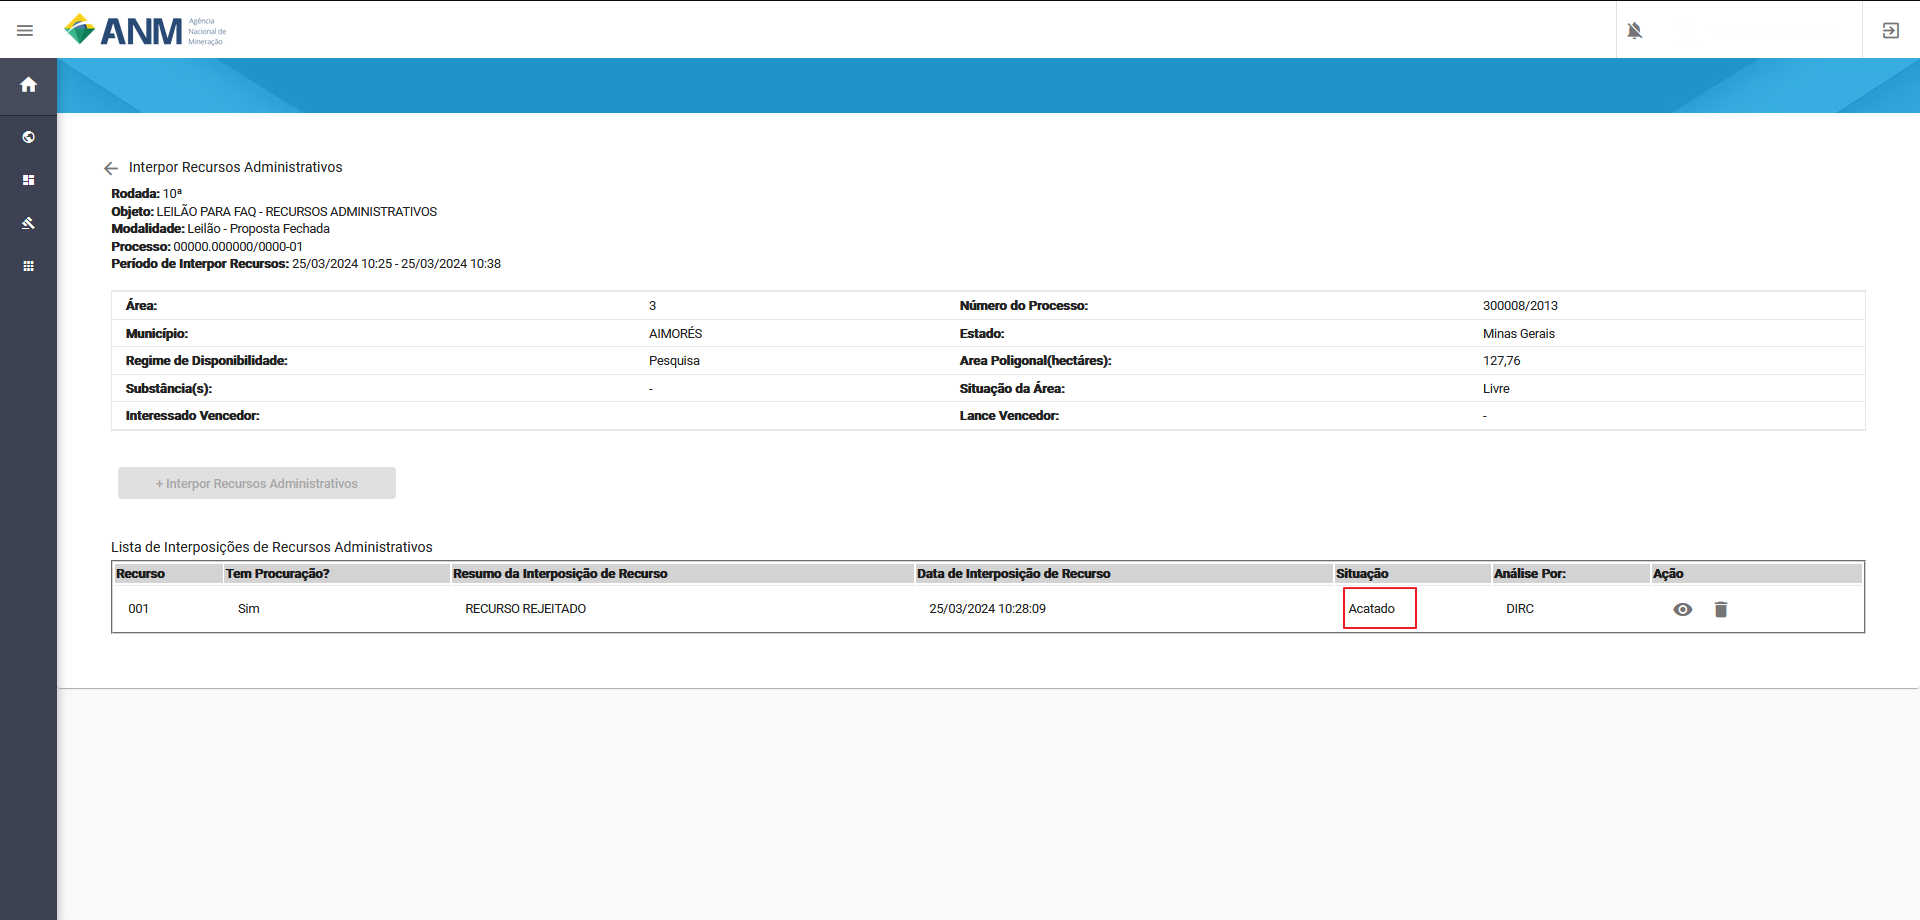 ANM Agência
Nacional de
Mineração
Interpor Recursos Administrativos
Rodada: 10ª
Objeto: LEILÃO PARA FAQ - RECURSOS ADMINISTRATIVOS
Modalidade: Leilão - Proposta Fechada
Processo: 00000.000000/0000-01
Período de Interpor Recursos: 25/03/2024 10:25 - 25/03/2024 10:38
Área: 3 Número do Processo: 300008/2013
Município: AIMORÉS Estado: Minas Gerais
Regime de Disponibilidade: Pesquisa Area Poligonal(hectáres): 127,76
Substância(s): - Situação da Área: Livre
Interessado Vencedor: Lance Vencedor: -
+ Interpor Recursos Administrativos
Lista de Interposições de Recursos Administrativos
Recurso Tem Procuração? Resumo da Interposição de Recurso Data de Interposição de Recurso Situação Análise Por: Ação
001 Sim RECURSO REJEITADO 25/03/2024 10:28:09 Acatado DIRC